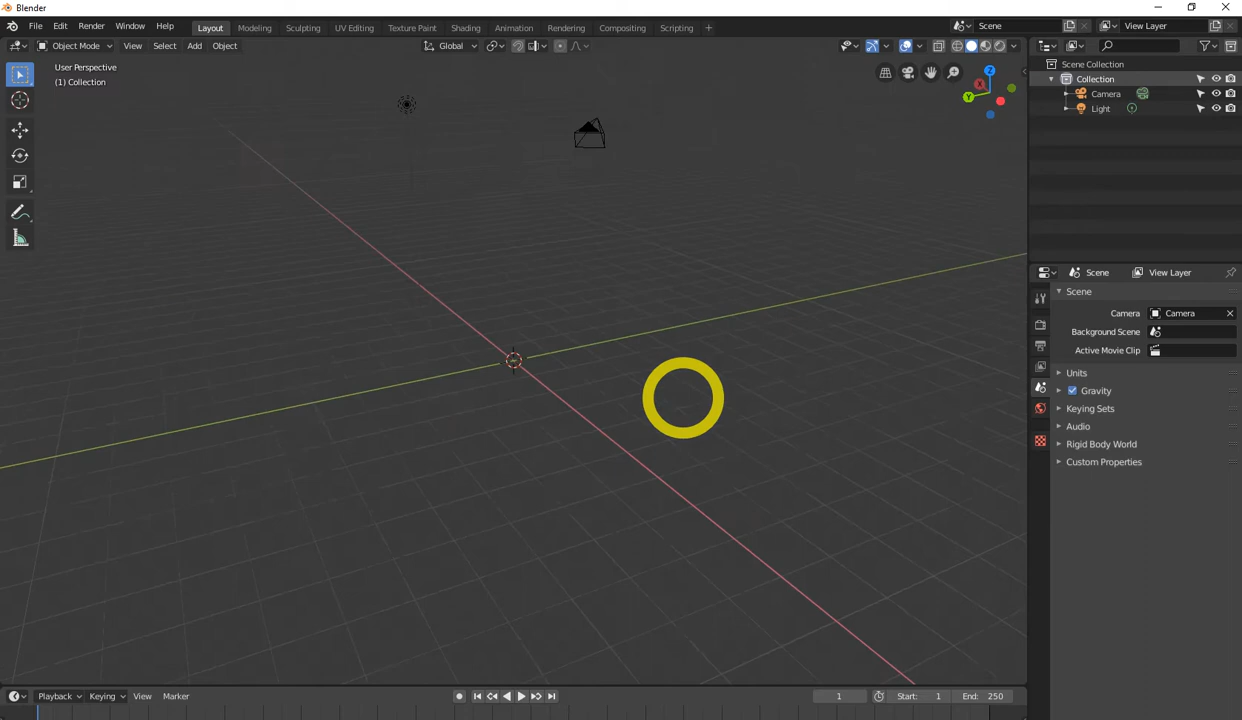 Blender
File Edit Render Window Help Layout Modeling Sculpting UV Editing Texture Paint Shading Animation Rendering Compositing Scripting + Scene View Layer
Object Mode View Select Add Object Global
User Perspective
(1) Collection
Z
X
Y
Scene Collection
Collection
Camera
Light
Scene View Layer
Scene
Camera Camera
Background Scene
Active Movie Clip
Units
Gravity
Keying Sets
Audio
Rigid Body World
Custom Properties
Playback Keying View Marker 1 Start: 1 End: 250